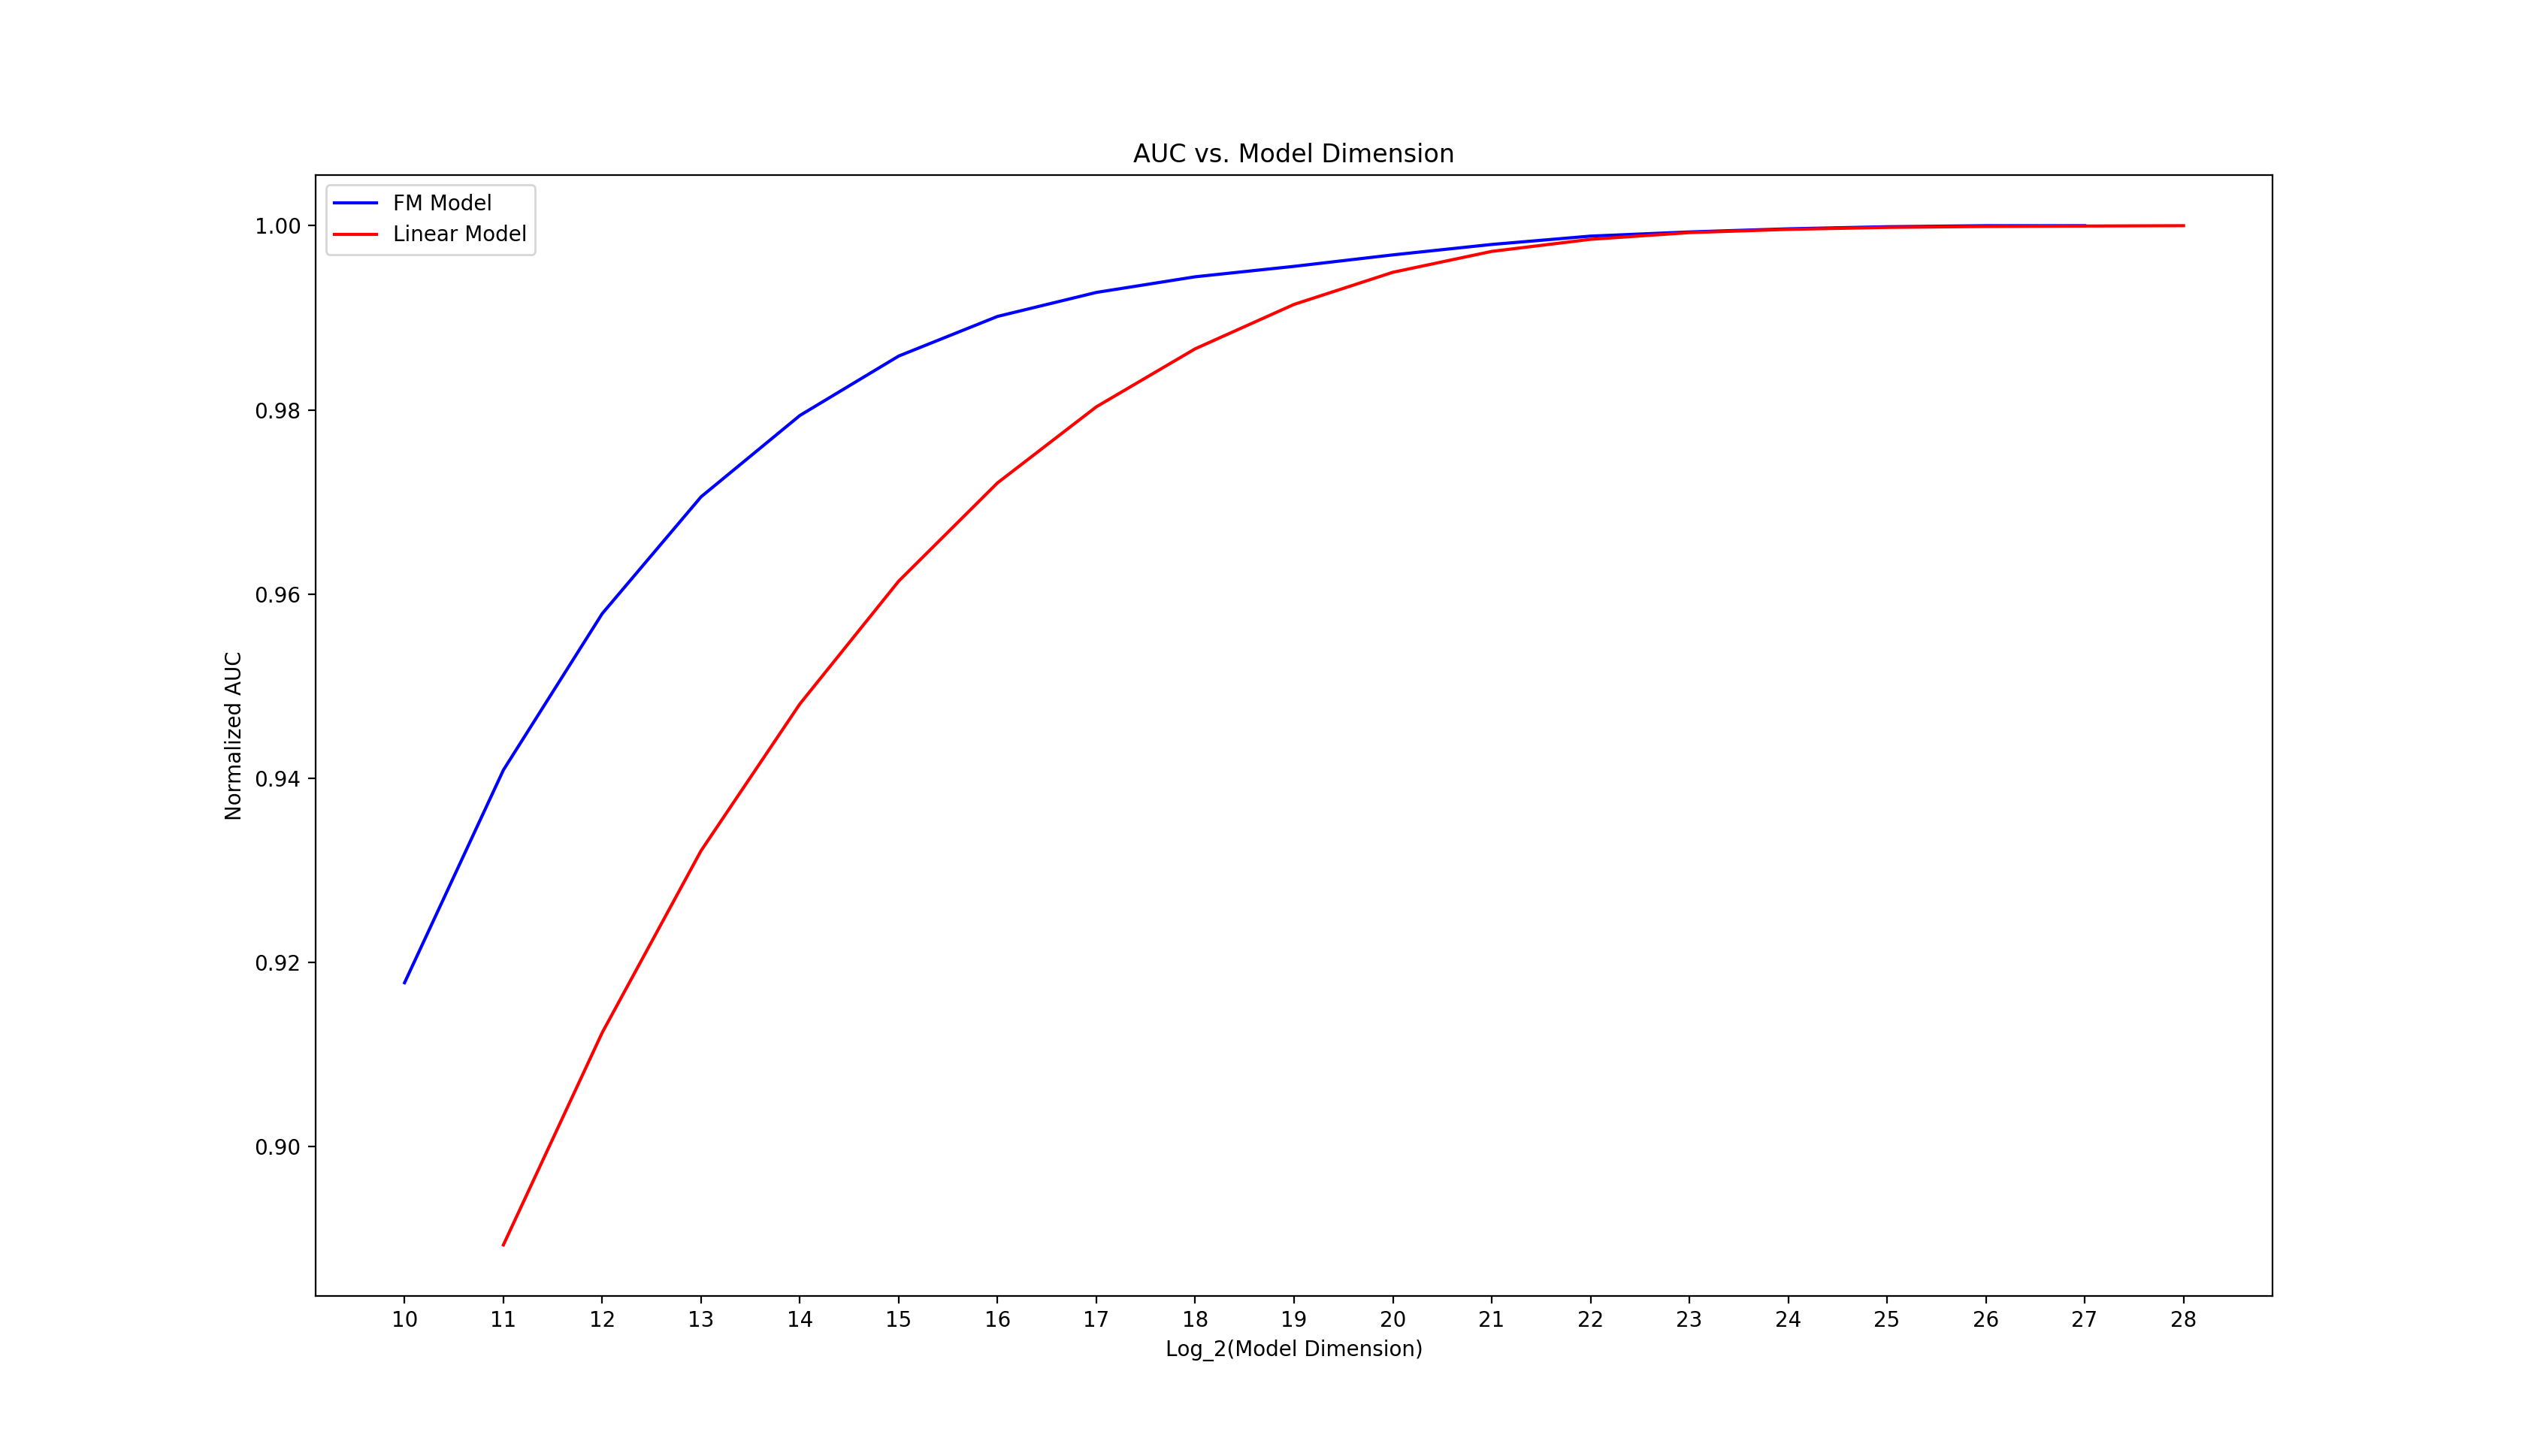 AUC vs. Model Dimension
FM Model
Linear Model
1.00
0.98
0.96
0.94
0.92
0.90
Normalized AUC
10 11 12 13 14 15 16 17 18 19 20 21 22 23 24 25 26 27 28
Log_2(Model Dimension)